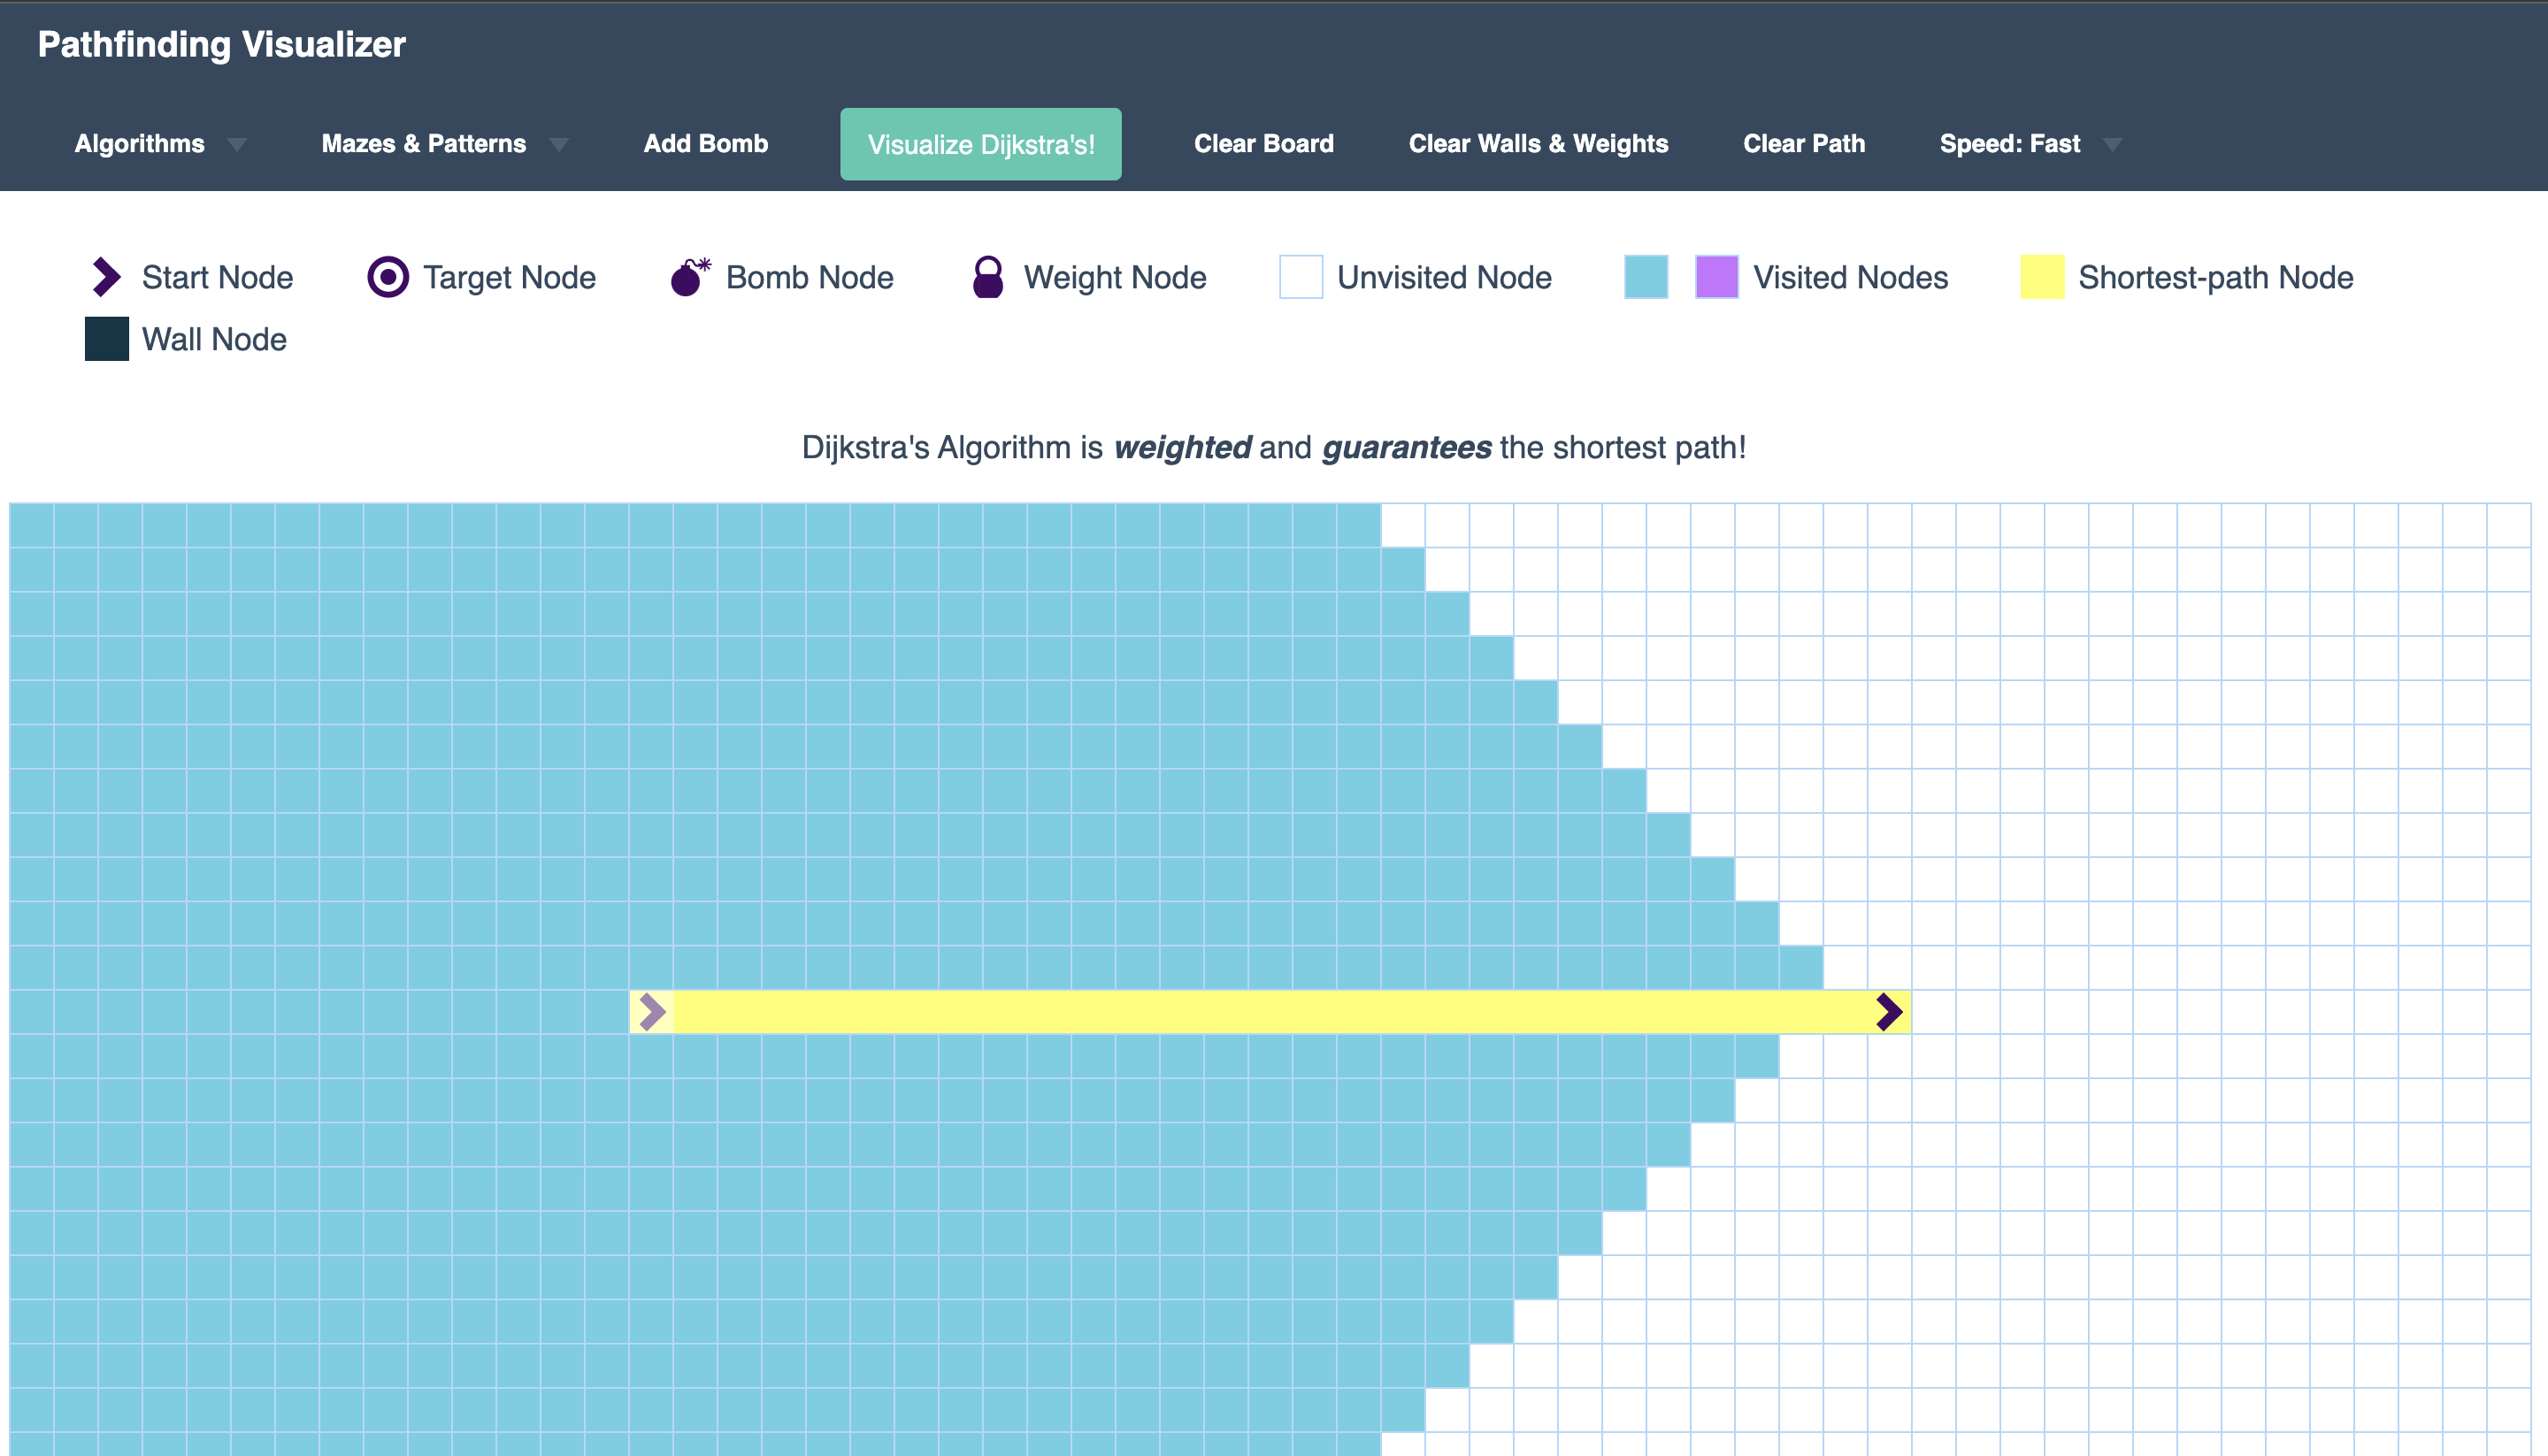 Pathfinding Visualizer
Algorithms Mazes & Patterns Add Bomb Visualize Dijkstra's! Clear Board Clear Walls & Weights Clear Path Speed: Fast
Start Node Target Node Bomb Node Weight Node Unvisited Node Visited Nodes Shortest-path Node
Wall Node
Dijkstra's Algorithm is weighted and guarantees the shortest path!